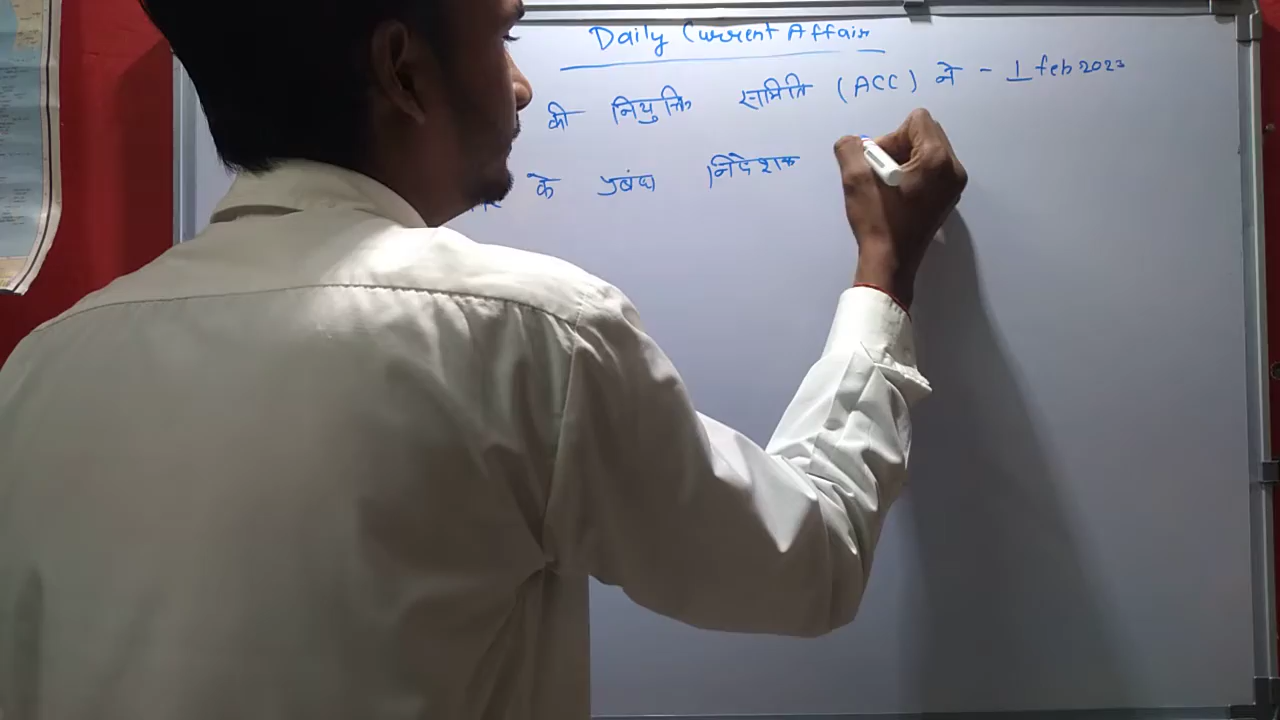 Daily Current Affair
की नियुक्ति समिति (ACC) ने - 1 feb 2023
के प्रबंध निदेशक